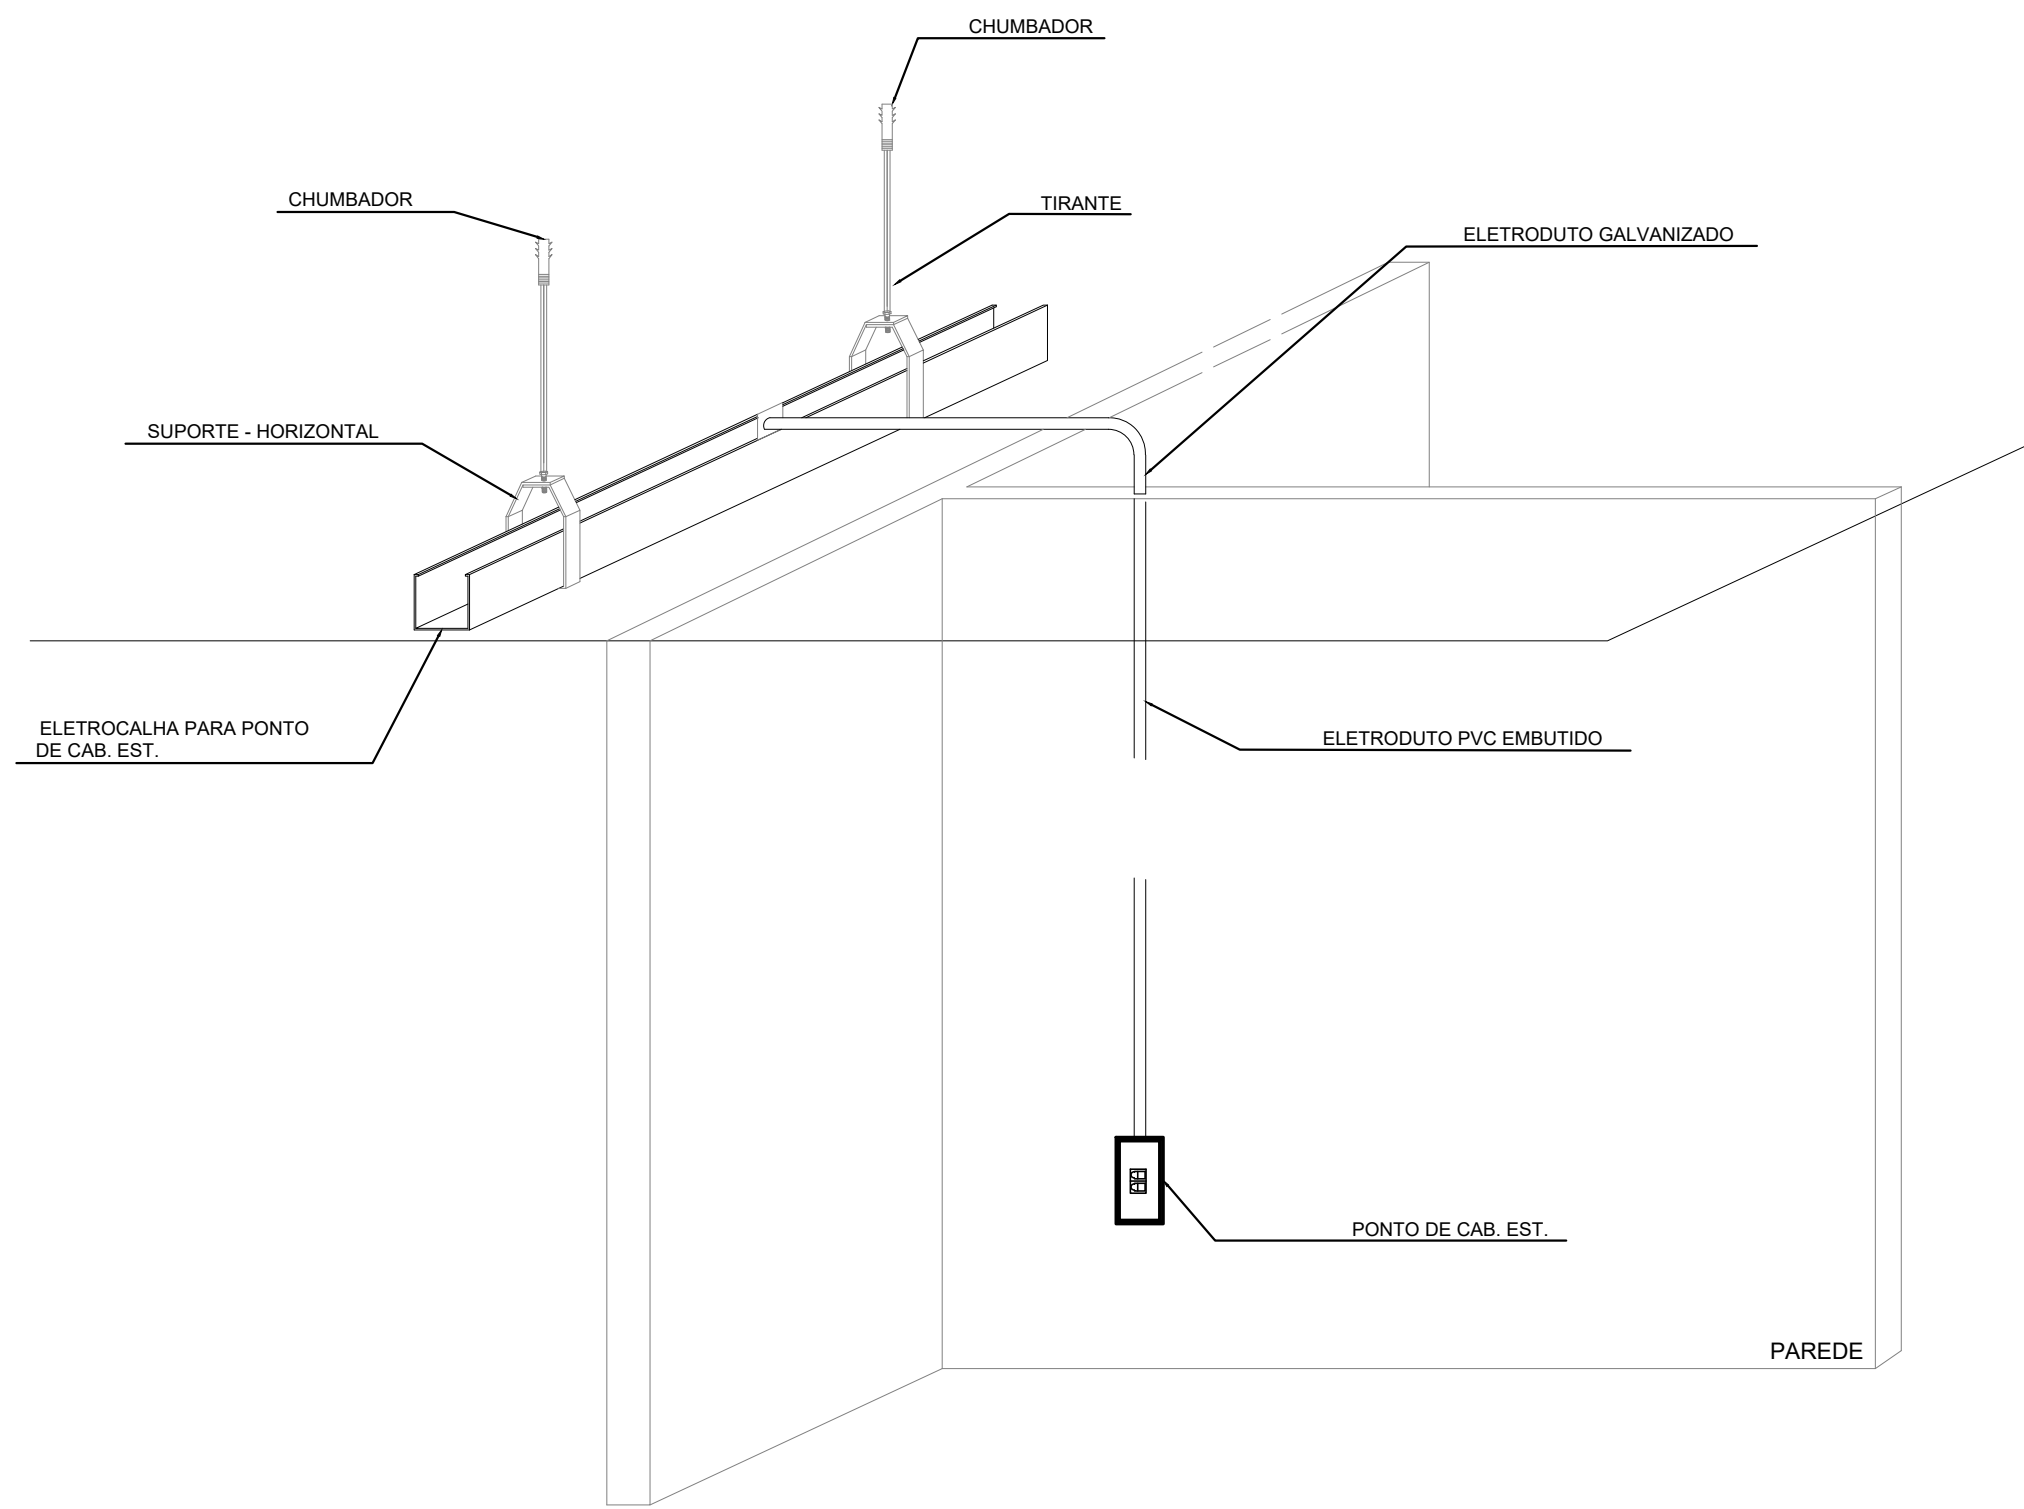 CHUMBADOR
CHUMBADOR
TIRANTE
ELETRODUTO GALVANIZADO
SUPORTE - HORIZONTAL
ELETROCALHA PARA PONTO
DE CAB. EST.
ELETRODUTO PVC EMBUTIDO
PONTO DE CAB. EST.
PAREDE